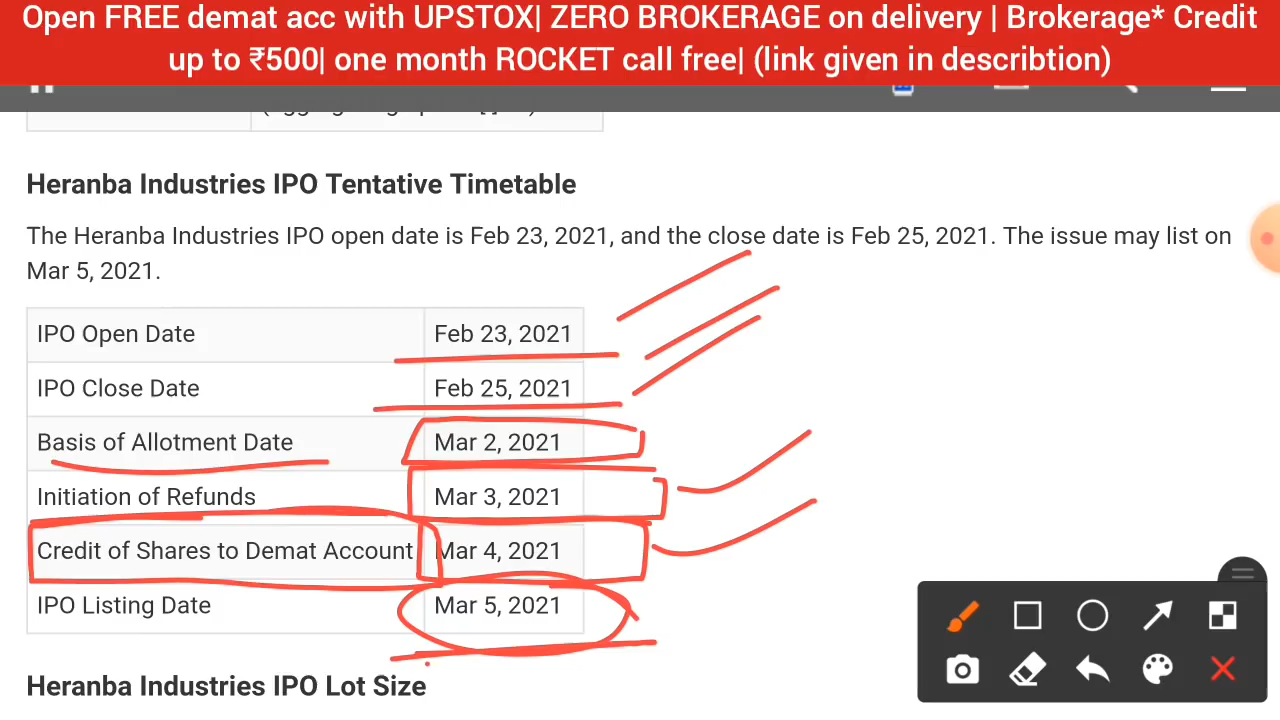 Open FREE demat acc with UPSTOX| ZERO BROKERAGE on delivery | Brokerage* Credit
up to ₹500| one month ROCKET call free| (link given in describtion)
Heranba Industries IPO Tentative Timetable
The Heranba Industries IPO open date is Feb 23, 2021, and the close date is Feb 25, 2021. The issue may list on
Mar 5, 2021.
IPO Open Date Feb 23, 2021
IPO Close Date Feb 25, 2021
Basis of Allotment Date Mar 2, 2021
Initiation of Refunds Mar 3, 2021
Credit of Shares to Demat Account Mar 4, 2021
IPO Listing Date Mar 5, 2021
Heranba Industries IPO Lot Size